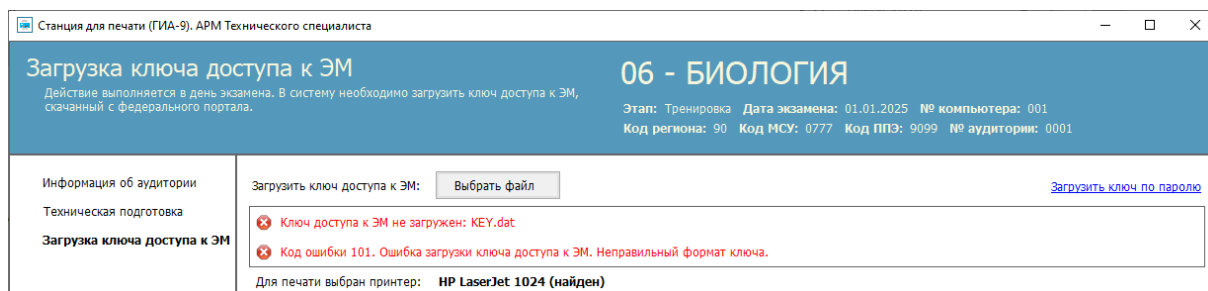 Станция для печати (ГИА-9). АРМ Технического специалиста
Загрузка ключа доступа к ЭМ
Действие выполняется в день экзамена. В систему необходимо загрузить ключ доступа к ЭМ,
скачанный с федерального портала.
06 - БИОЛОГИЯ
Этап: Тренировка Дата экзамена: 01.01.2025 № компьютера: 001
Код региона: 90 Код МСУ: 0777 Код ППЭ: 9099 № аудитории: 0001
Информация об аудитории
Техническая подготовка
Загрузка ключа доступа к ЭМ
Загрузить ключ доступа к ЭМ: Выбрать файл Загрузить ключ по паролю
Ключ доступа к ЭМ не загружен: KEY.dat
Код ошибки 101. Ошибка загрузки ключа доступа к ЭМ. Неправильный формат ключа.
Для печати выбран принтер: HP LaserJet 1024 (найден)